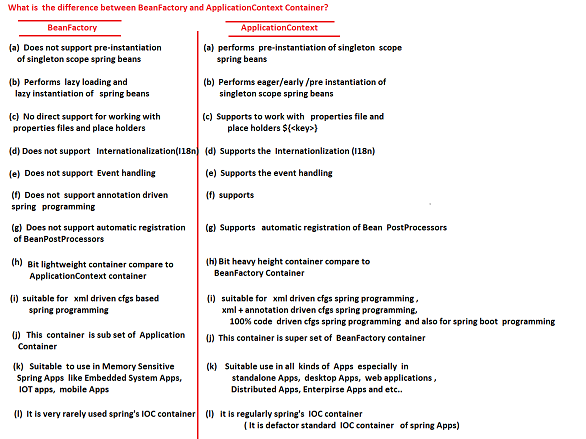 What is the difference between BeanFactory and ApplicationContext Container?
BeanFactory
(a) Does not support pre-instantiation
of singleton scope spring beans
(b) Performs lazy loading and
lazy instantiation of spring beans
(c) No direct support for working with
properties files and place holders
(d) Does not support Internationalization(I18n)
(e) Does not support Event handling
(f) Does not support annotation driven
spring programming
(g) Does not support automatic registration
of BeanPostProcessors
(h) Bit lightweight container compare to
ApplicationContext container
(i) suitable for xml driven cfgs based
spring programming
(j) This container is sub set of Application
Container
(k) Suitable to use in Memory Sensitive
Spring Apps like Embedded System Apps,
IOT apps, mobile Apps
(l) It is very rarely used spring's IOC container
ApplicationContext
(a) performs pre-instantiation of singleton scope
spring beans
(b) Performs eager/early /pre instantiation of
singleton scope spring beans
(c) Supports to work with properties file and
place holders ${<key>}
(d) Supports the Internationlization (I18n)
(e) Supports the event handling
(f) supports
(g) Supports automatic registration of Bean PostProcessors
(h) Bit heavy height container compare to
BeanFactory Container
(i) suitable for xml driven cfgs spring programming ,
xml + annotation driven cfgs spring programming,
100% code driven cfgs spring programming and also for spring boot programming
(j) This container is super set of BeanFactory container
(k) Suitable use in all kinds of Apps especially in
standalone Apps, desktop Apps, web applications ,
Distributed Apps, Enterpirse Apps and etc..
(l) it is regularly spring's IOC container
( It is defactor standard IOC container of spring Apps)